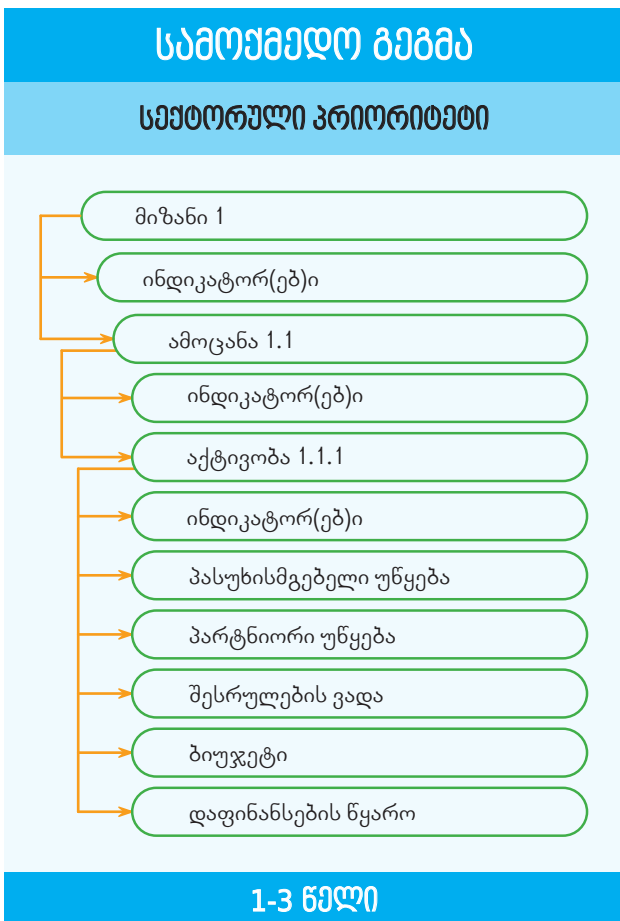 სამოქმედო გეგმა
სექტორული პრიორიტეტი
მიზანი 1
ინდიკატორ(ებ)ი
ამოცანა 1.1
ინდიკატორ(ებ)ი
აქტივობა 1.1.1
ინდიკატორ(ებ)ი
პასუხისმგებელი უწყება
პარტნიორი უწყება
შესრულების ვადა
ბიუჯეტი
დაფინანსების წყარო
1-3 წელი